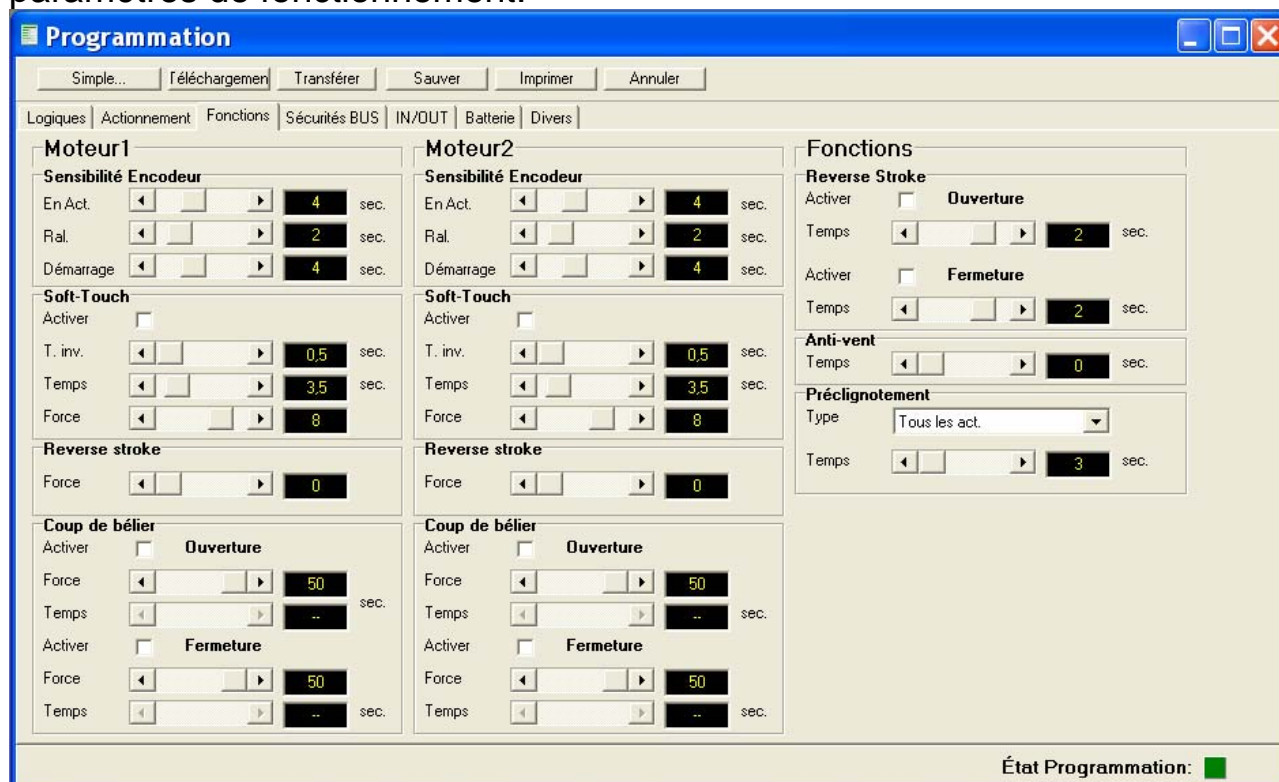 paramètres de fonctionnement.
Programmation
Simple... Téléchargemen Transférer Sauver Imprimer Annuler
Logiques Actionnement Fonctions Sécurités BUS IN/OUT Batterie Divers
Moteur1
Sensibilité Encodeur
En Act. 4 sec.
Ral. 2 sec.
Démarrage 4 sec.
Soft-Touch
Activer
T. inv. 0,5 sec.
Temps 3,5 sec.
Force 8
Reverse stroke
Force 0
Coup de bélier
Activer Ouverture
Force 50
sec.
Temps --
Activer Fermeture
Force 50
Temps -- sec.
Moteur2
Sensibilité Encodeur
En Act. 4 sec.
Ral. 2 sec.
Démarrage 4 sec.
Soft-Touch
Activer
T. inv. 0,5 sec.
Temps 3,5 sec.
Force 8
Reverse stroke
Force 0
Coup de bélier
Activer Ouverture
Force 50
Temps -- sec.
Activer Fermeture
Force 50
Temps -- sec.
Fonctions
Reverse Stroke
Activer Ouverture
Temps 2 sec.
Activer Fermeture
Temps 2 sec.
Anti-vent
Temps 0 sec.
Préclignotement
Type Tous les act.
Temps 3 sec.
État Programmation: